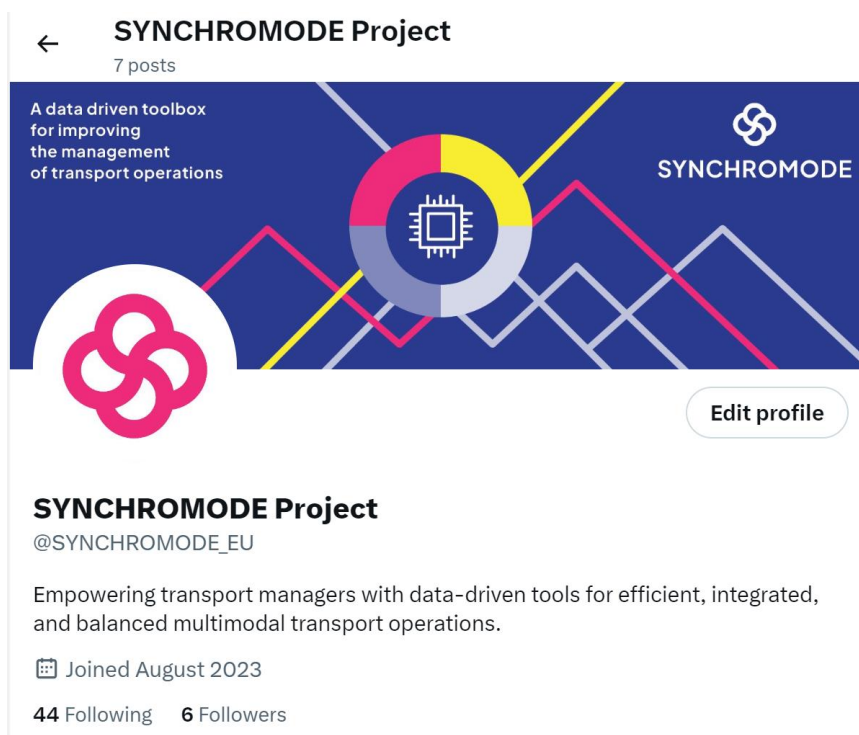 SYNCHROMODE Project
7 posts
A data driven toolbox
for improving
the management
of transport operations
SYNCHROMODE
Edit profile
SYNCHROMODE Project
@SYNCHROMODE_EU
Empowering transport managers with data-driven tools for efficient, integrated,
and balanced multimodal transport operations.
Joined August 2023
44 Following 6 Followers